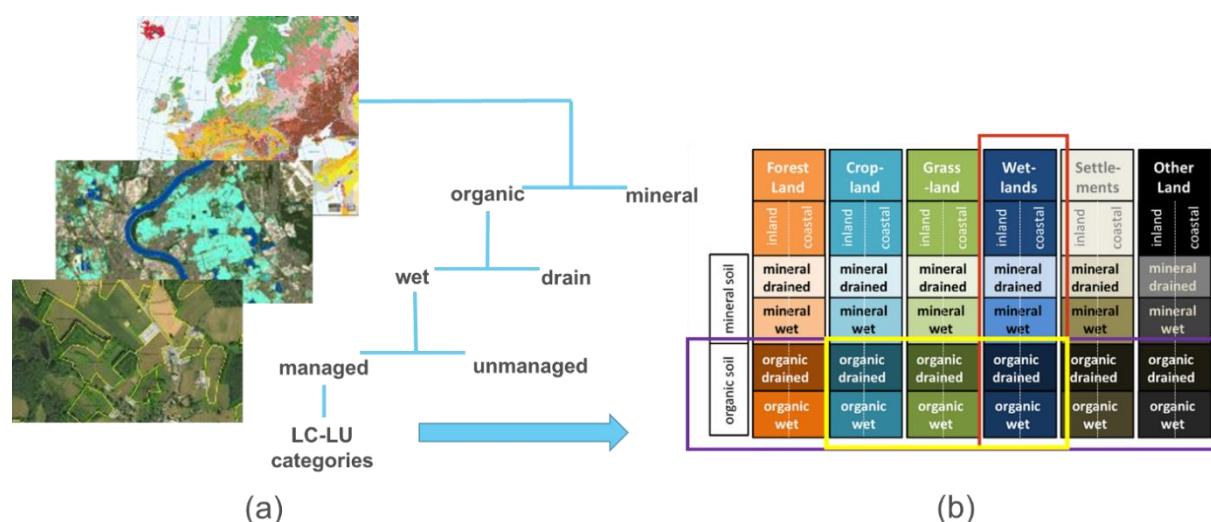 organic
mineral
wet
drain
managed
unmanaged
LC-LU
categories
(a)
Forest
Land
Crop-
land
Grass
-land
Wet-
lands
Settle-
ments
Other
Land
inland
coastal
inland
coastal
inland
coastal
inland
coastal
inland
coastal
inland
coastal
mineral soil
mineral
drained
mineral
drained
mineral
drained
mineral
drained
mineral
dranied
mineral
drained
mineral
wet
mineral
wet
mineral
wet
mineral
wet
mineral
wet
mineral
wet
organic soil
organic
drained
organic
drained
organic
drained
organic
drained
organic
drained
organic
drained
organic
wet
organic
wet
organic
wet
organic
wet
organic
wet
organic
wet
(b)